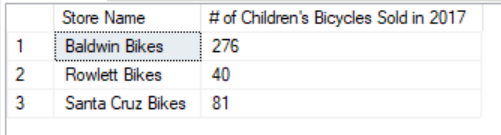 Store Name # of Children's Bicycles Sold in 2017
1 Baldwin Bikes 276
2 Rowlett Bikes 40
3 Santa Cruz Bikes 81